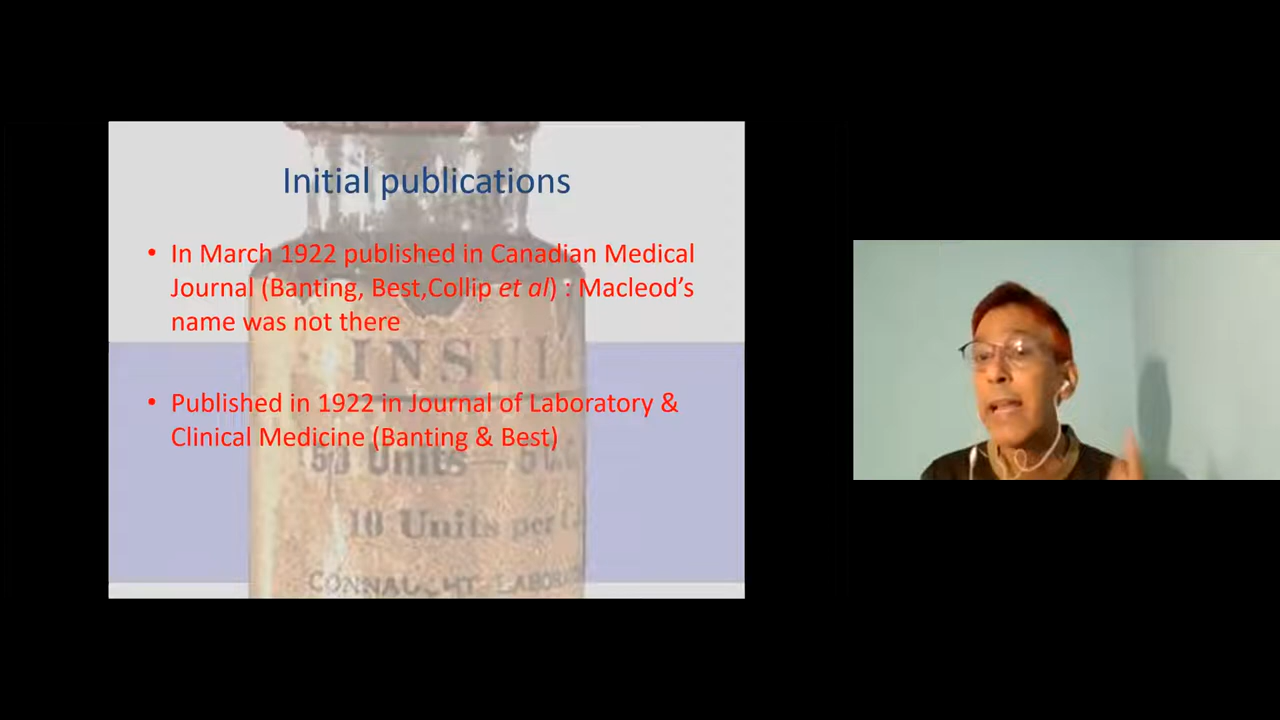 Initial publications
• In March 1922 published in Canadian Medical
Journal (Banting, Best,Collip et al) : Macleod's
name was not there
• Published in 1922 in Journal of Laboratory &
Clinical Medicine (Banting & Best)
INSUL
Units
10 Units per
CONNAUGHT LABOR